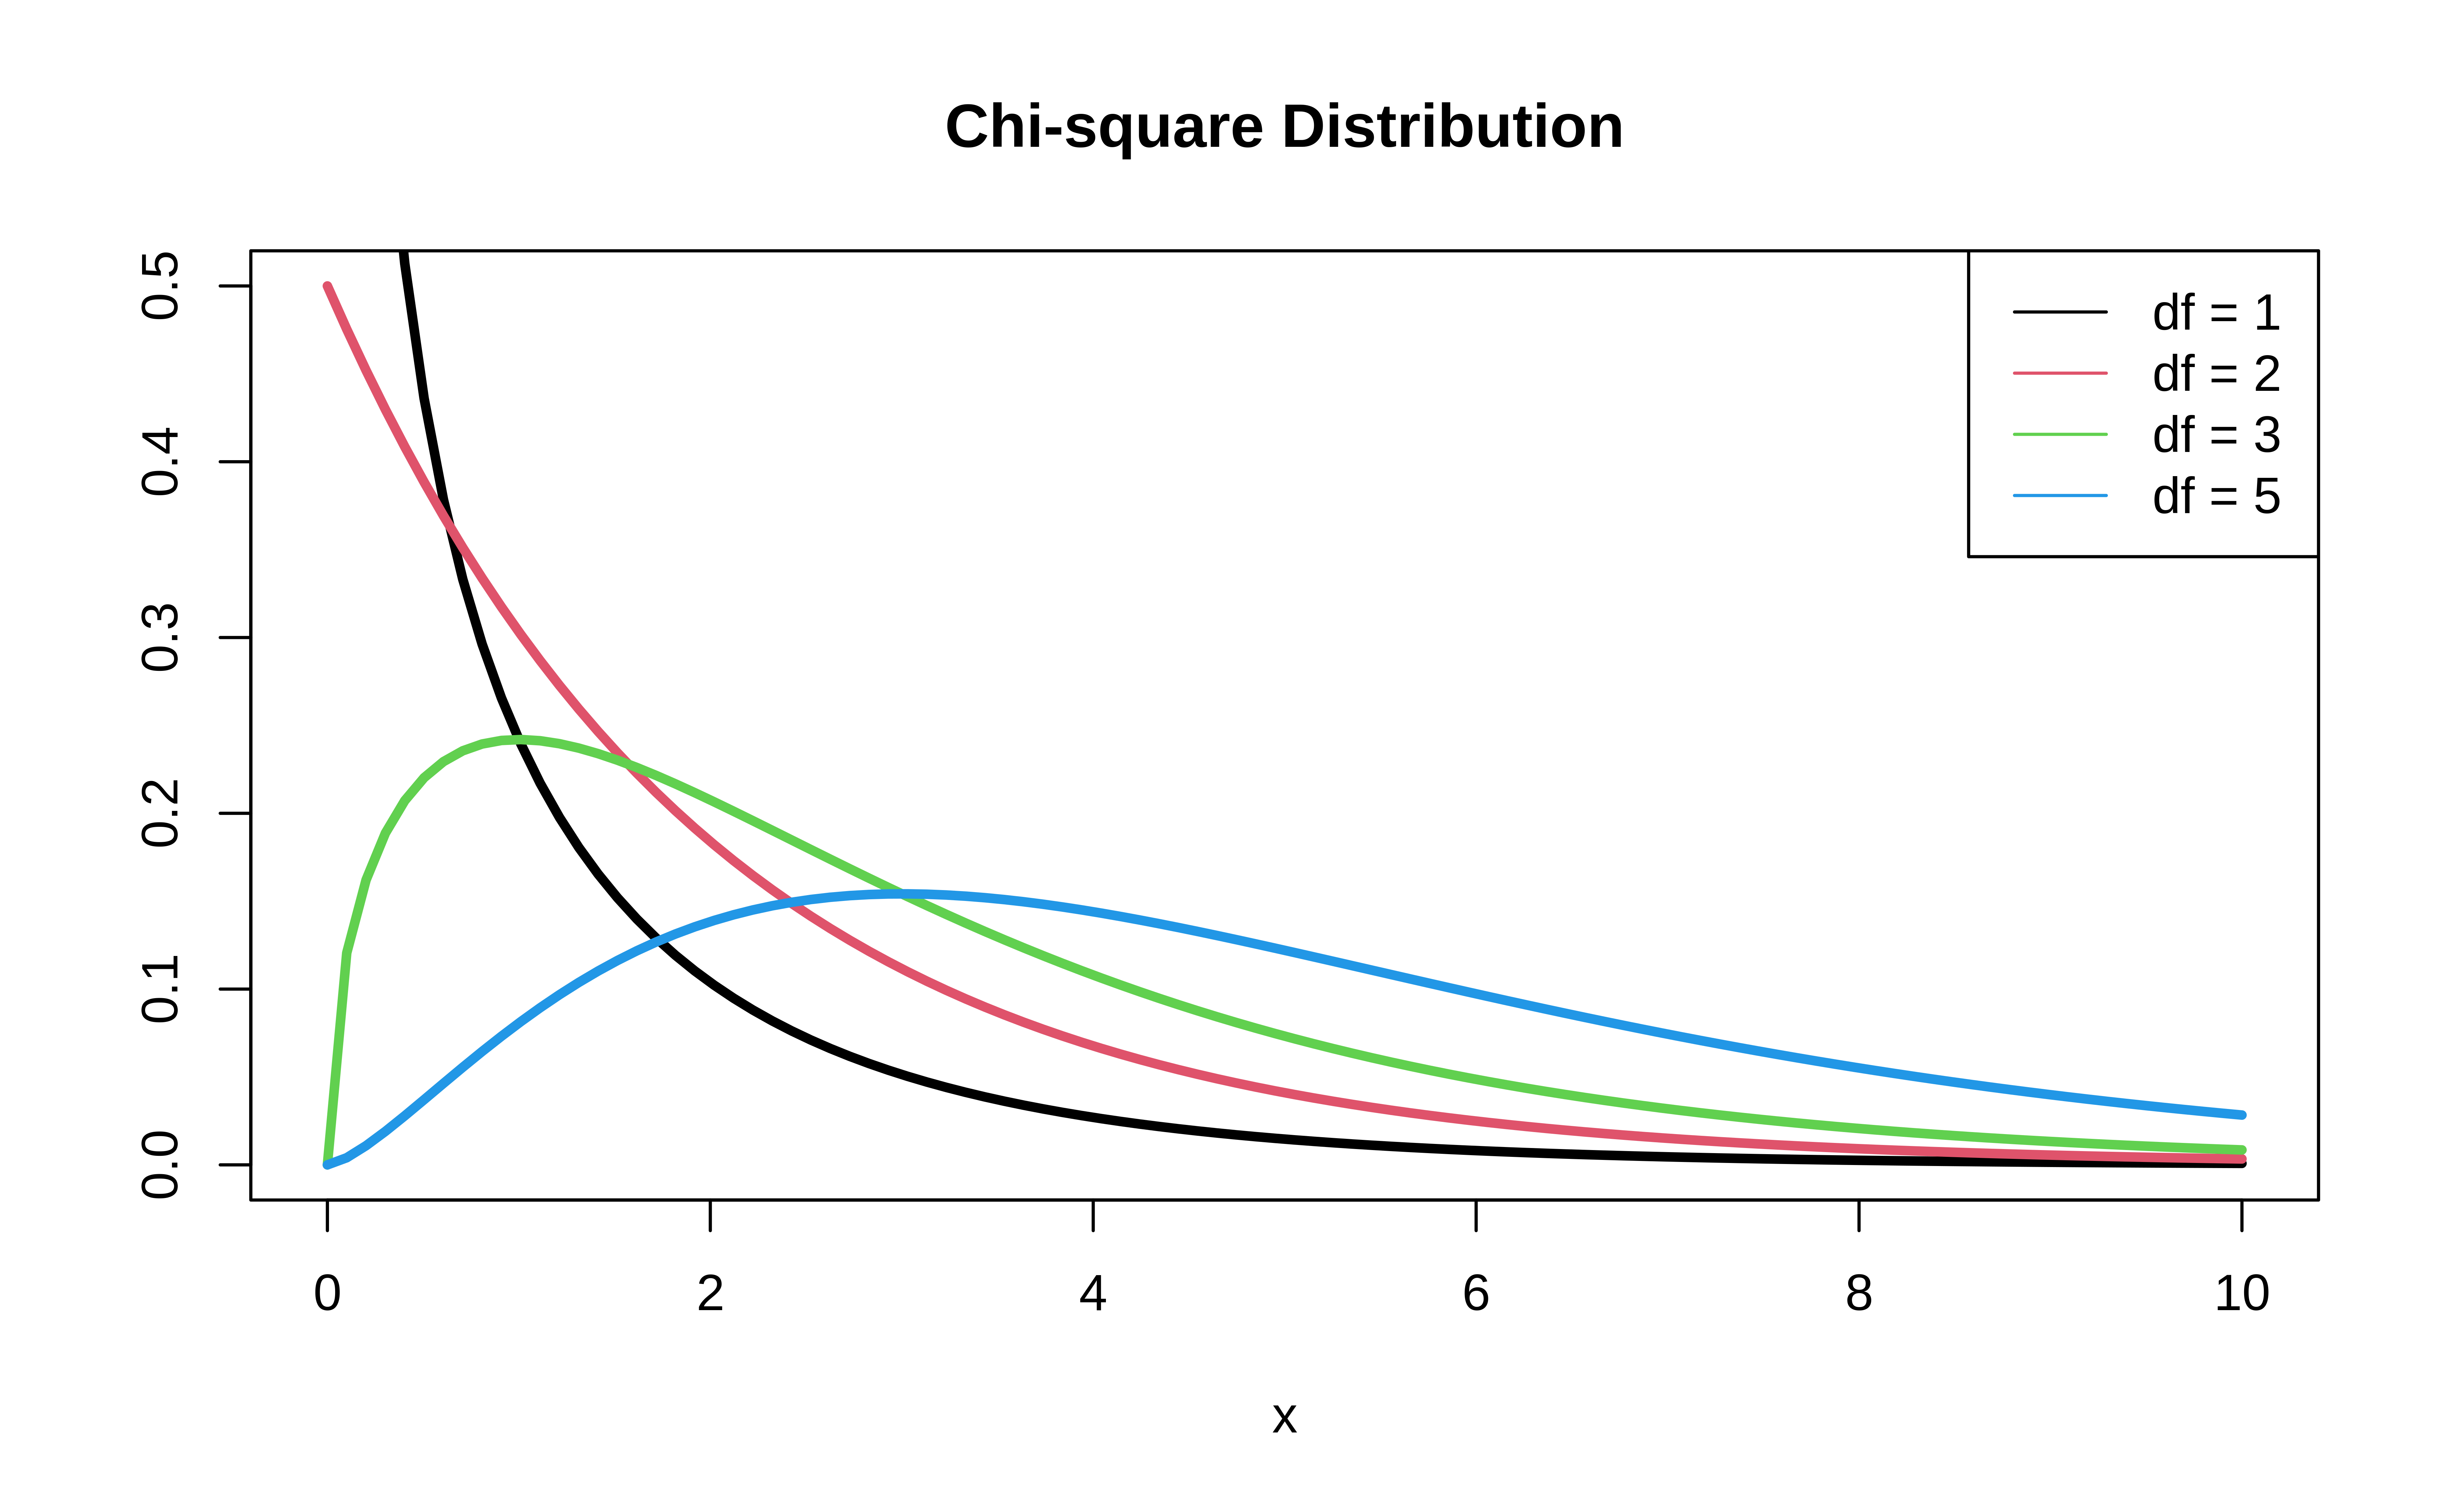 Chi-square Distribution
0.5
0.4
0.3
0.2
0.1
0.0
df = 1
df = 2
df = 3
df = 5
0 2 4 6 8 10
x